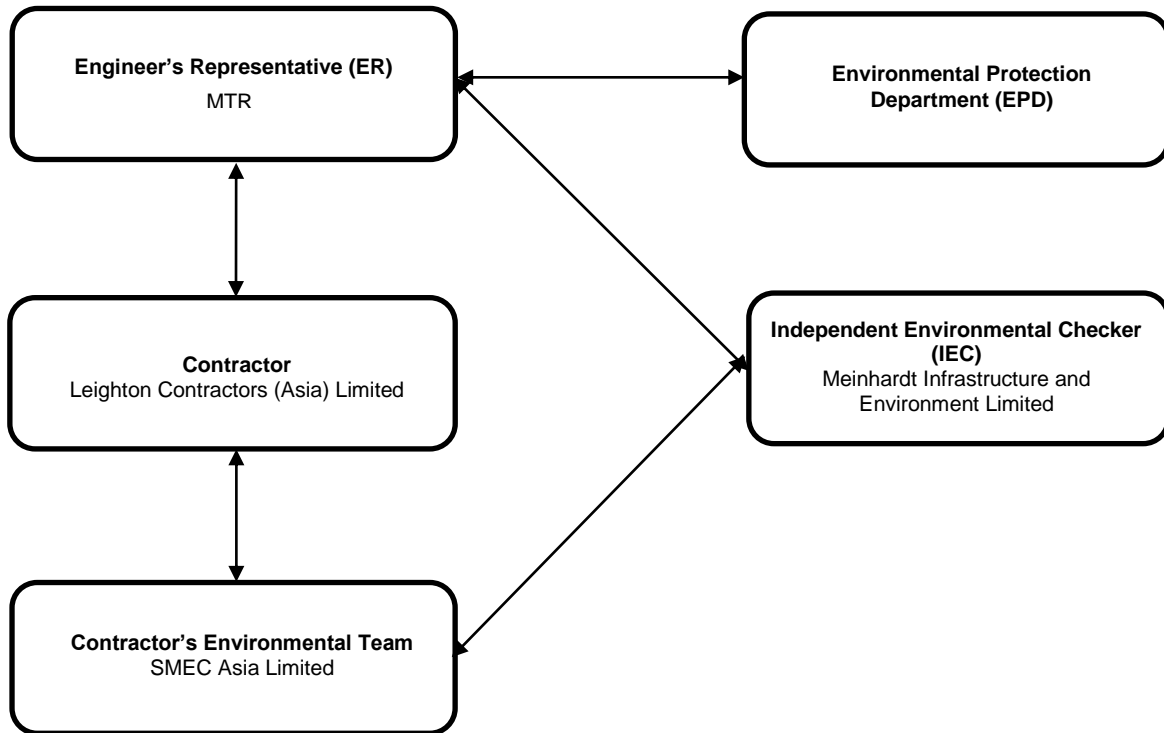 Engineer’s Representative (ER)
MTR
Environmental Protection
Department (EPD)
Contractor
Leighton Contractors (Asia) Limited
Independent Environmental Checker
(IEC)
Meinhardt Infrastructure and
Environment Limited
Contractor’s Environmental Team
SMEC Asia Limited